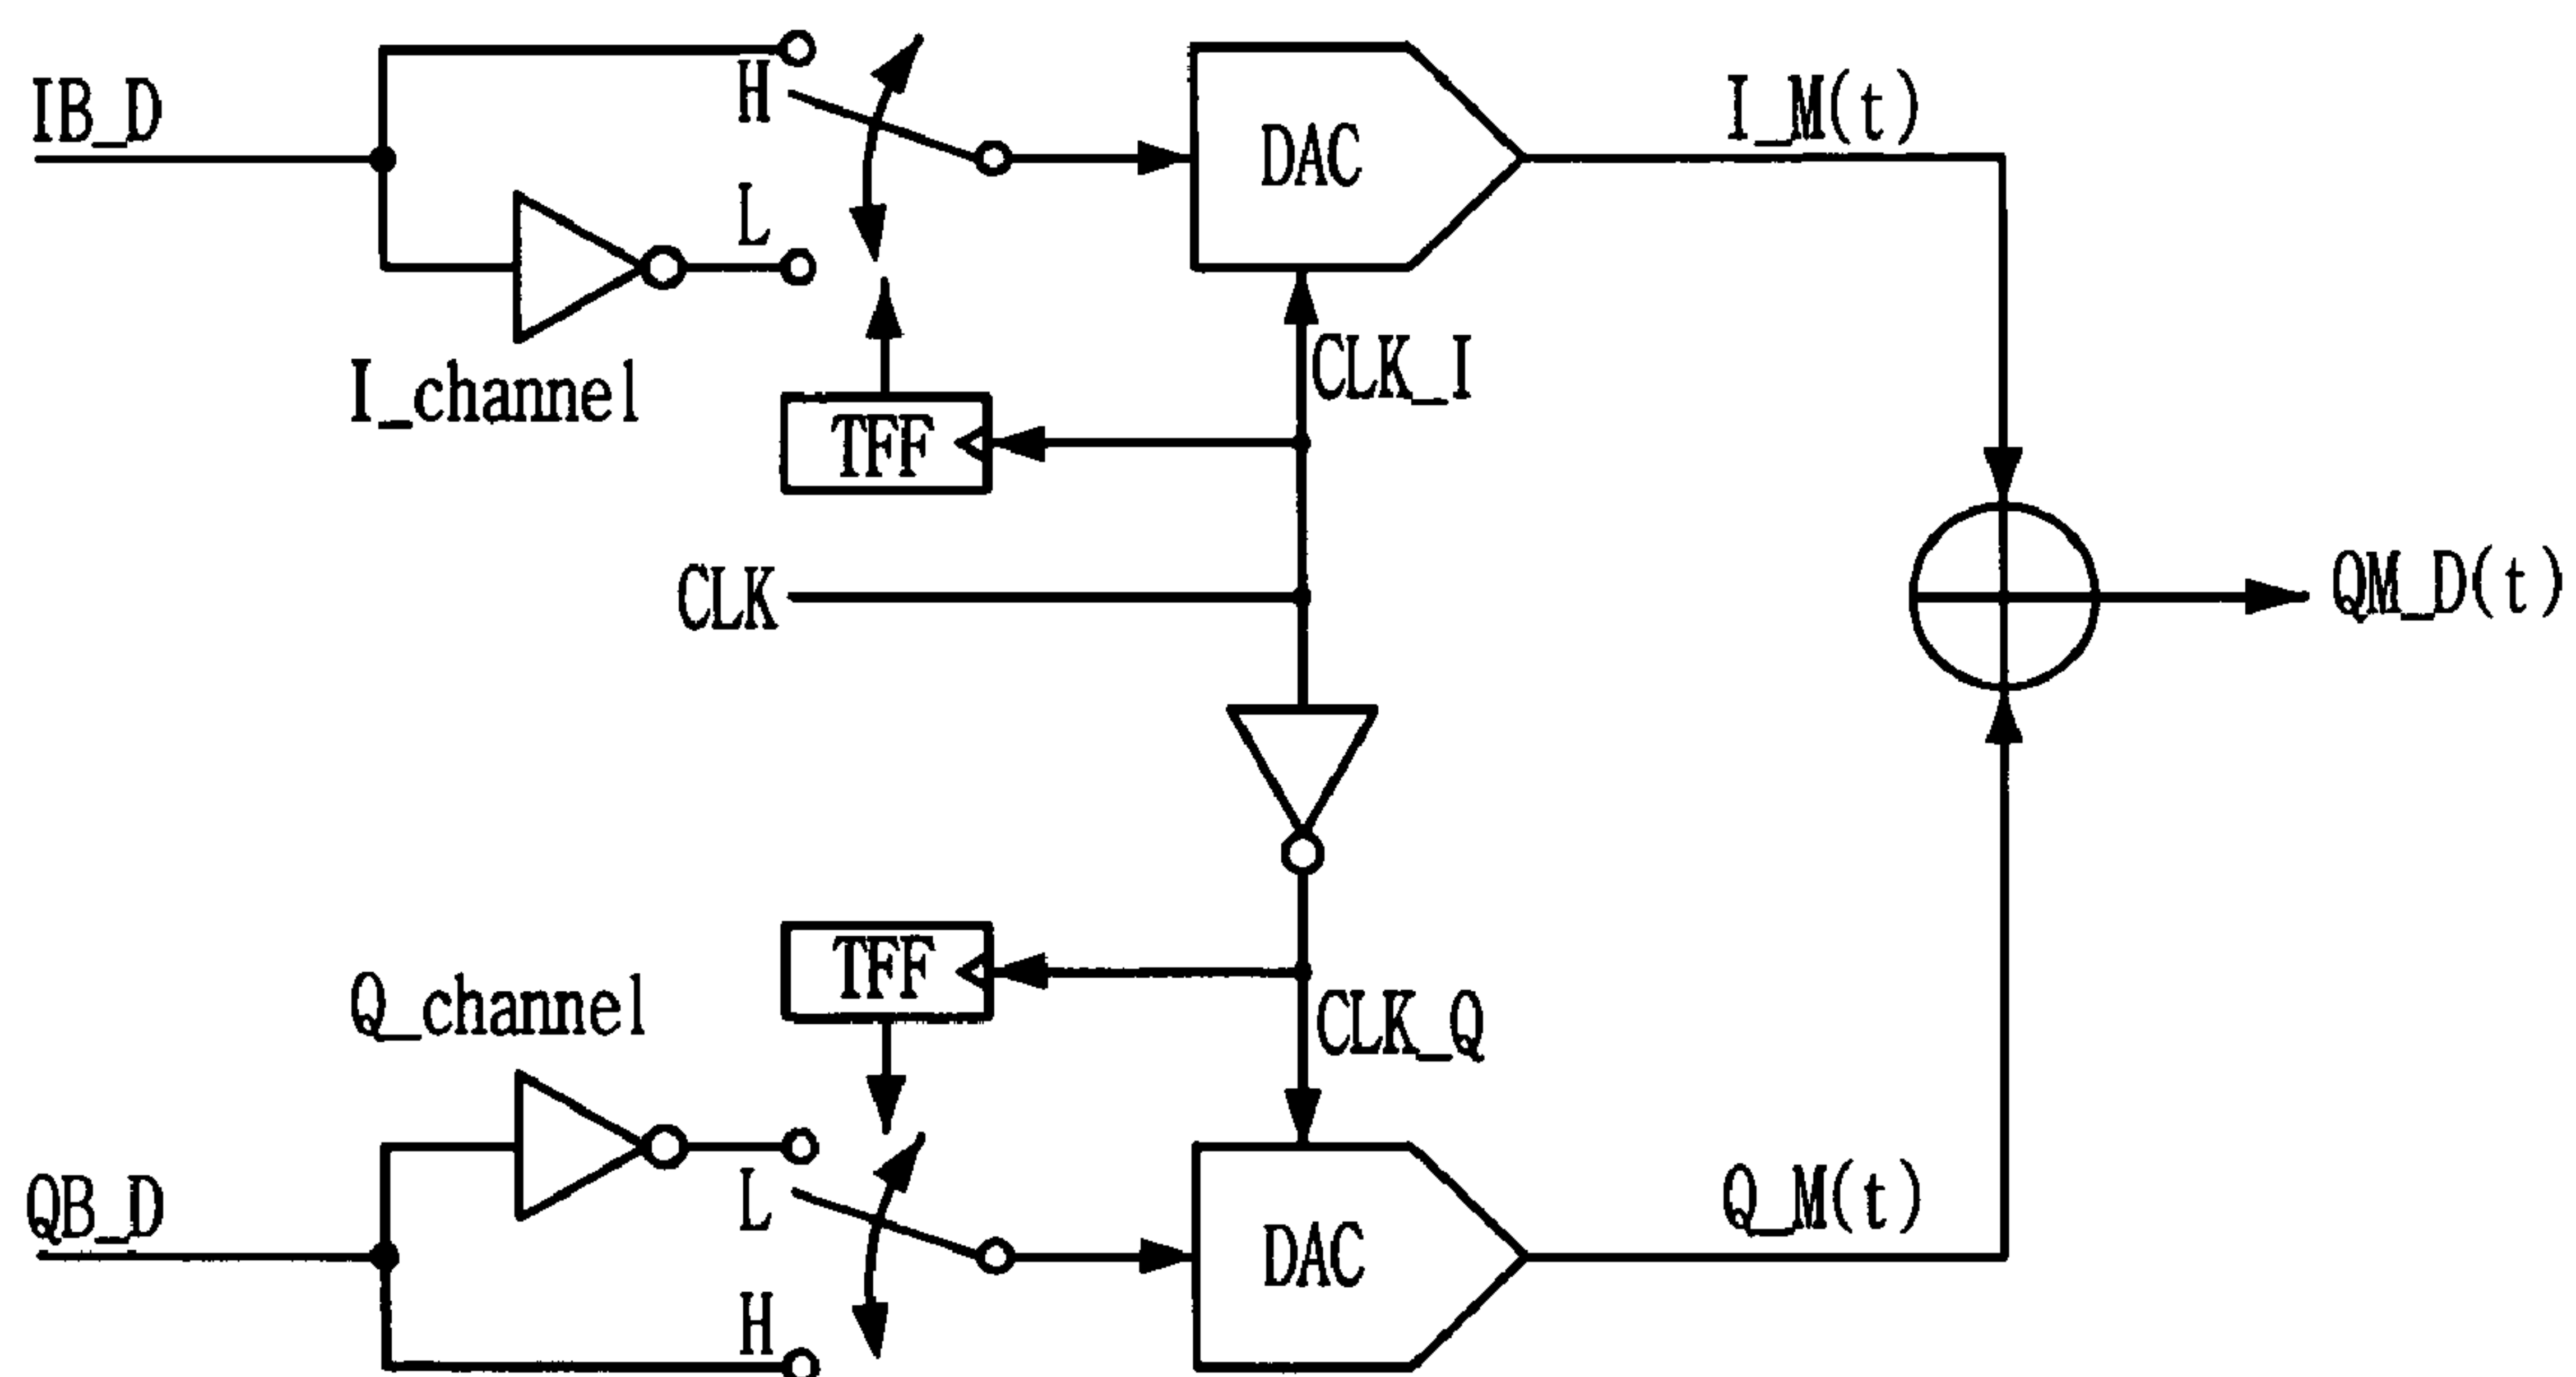 IB_D
H
L
I_channel
TFF
DAC
CLK_I
I_M(t)
CLK
QM_D(t)
TFF
Q_channel
CLK_Q
QB_D
L
H
DAC
Q_M(t)